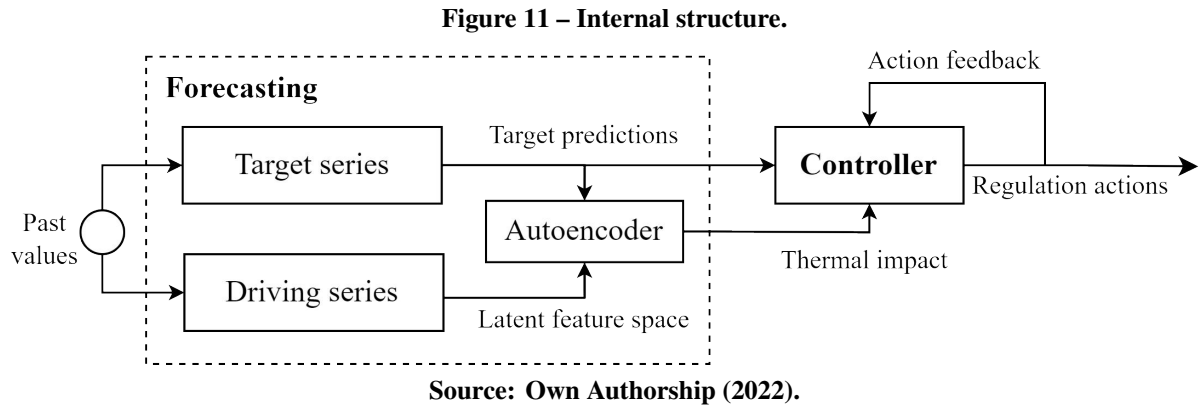 Figure 11 – Internal structure.
Action feedback
Forecasting
Target predictions
Target series
Controller
Regulation actions
Past
values
Autoencoder
Thermal impact
Driving series
Latent feature space
Source: Own Authorship (2022).